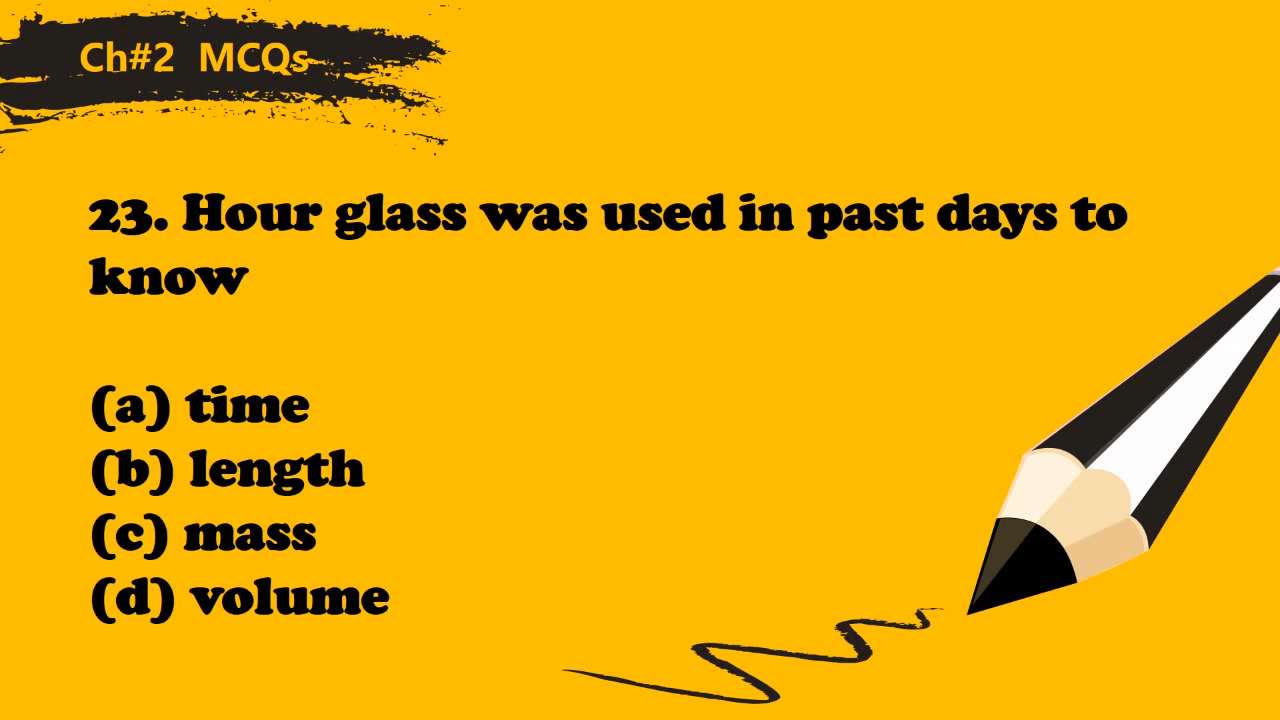 Ch#2 MCQs
23. Hour glass was used in past days to
know
(a) time
(b) length
(c) mass
(d) volume